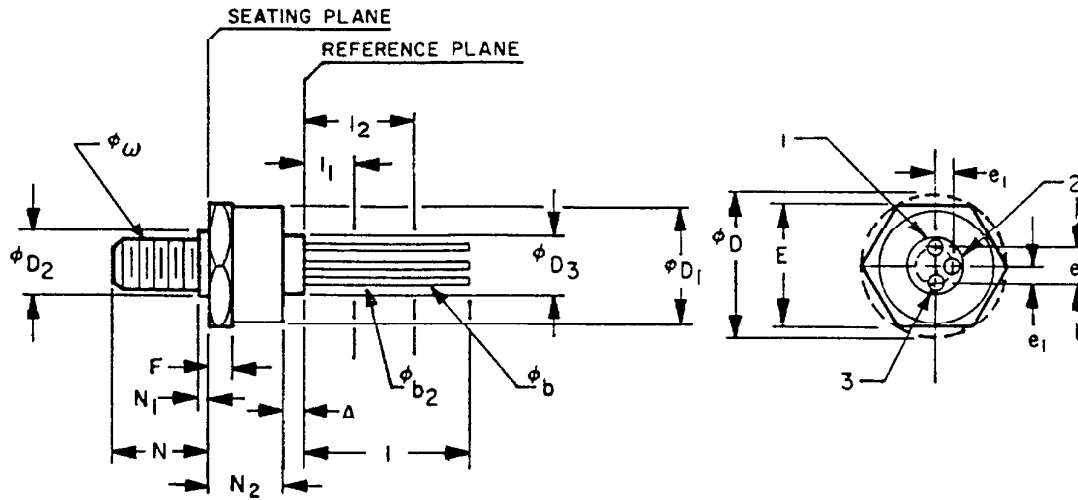 SEATING PLANE
REFERENCE PLANE
ϕω
l2
l1
ϕD2
ϕD3
ϕD1
F
N1
A
ϕb2
ϕb
N
l
N2
1
e1
2
ϕD
E
e
e1
3